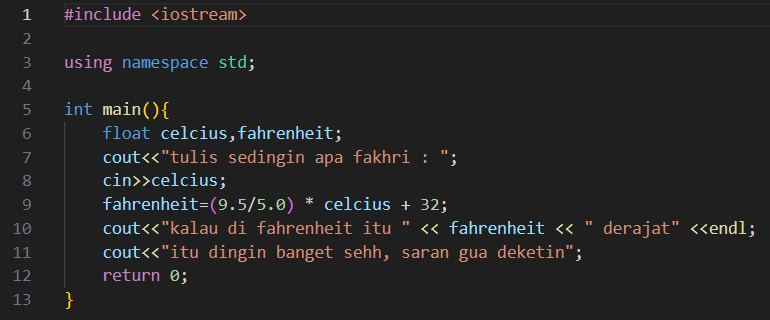 1 #include <iostream>
2
3 using namespace std;
4
5 int main(){
6 float celcius,fahrenheit;
7 cout<<"tulis sedingin apa fakhri : ";
8 cin>>celcius;
9 fahrenheit=(9.5/5.0) * celcius + 32;
10 cout<<"kalau di fahrenheit itu " << fahrenheit << " derajat" <<endl;
11 cout<<"itu dingin banget sehh, saran gua deketin";
12 return 0;
13 }